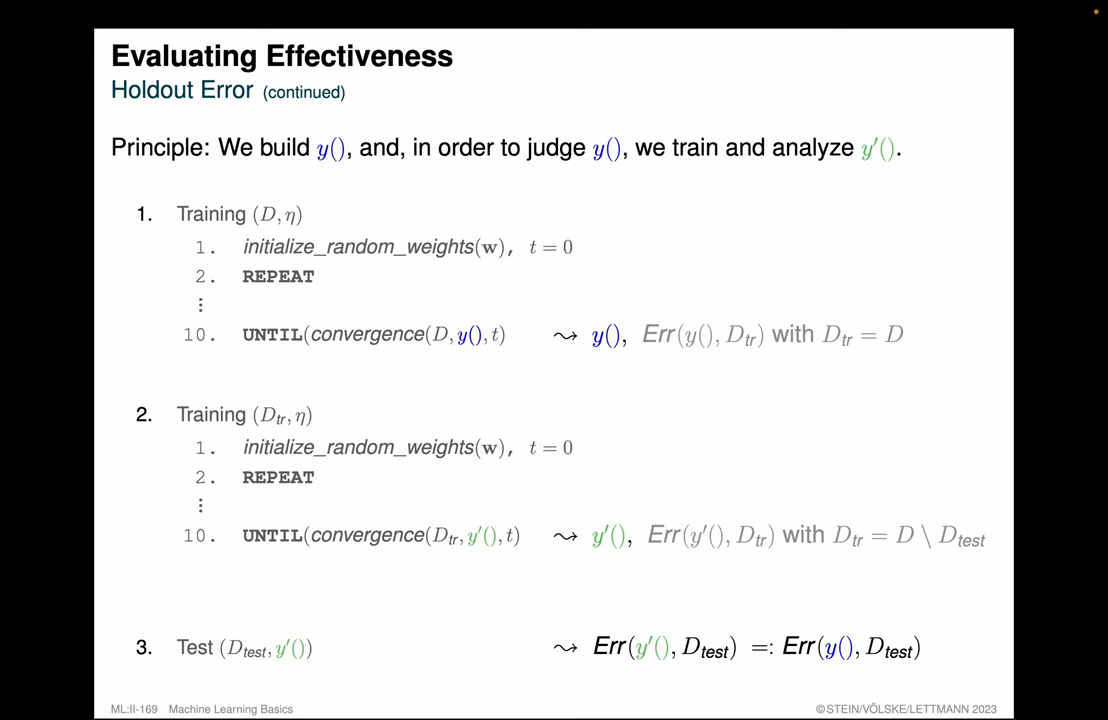 Evaluating Effectiveness
Holdout Error (continued)
Principle: We build y(), and, in order to judge y(), we train and analyze y′().
1. Training (D, η)
1. initialize_random_weights(w), t = 0
2. REPEAT
⋮
10. UNTIL(convergence(D, y(), t) ⇝ y(), Err(y(), D_tr) with D_tr = D
2. Training (D_tr, η)
1. initialize_random_weights(w), t = 0
2. REPEAT
⋮
10. UNTIL(convergence(D_tr, y′(), t) ⇝ y′(), Err(y′(), D_tr) with D_tr = D \ D_test
3. Test (D_test, y′()) ⇝ Err(y′(), D_test) =: Err(y(), D_test)
ML:II-169 Machine Learning Basics ©STEIN/VÖLSKE/LETTMANN 2023